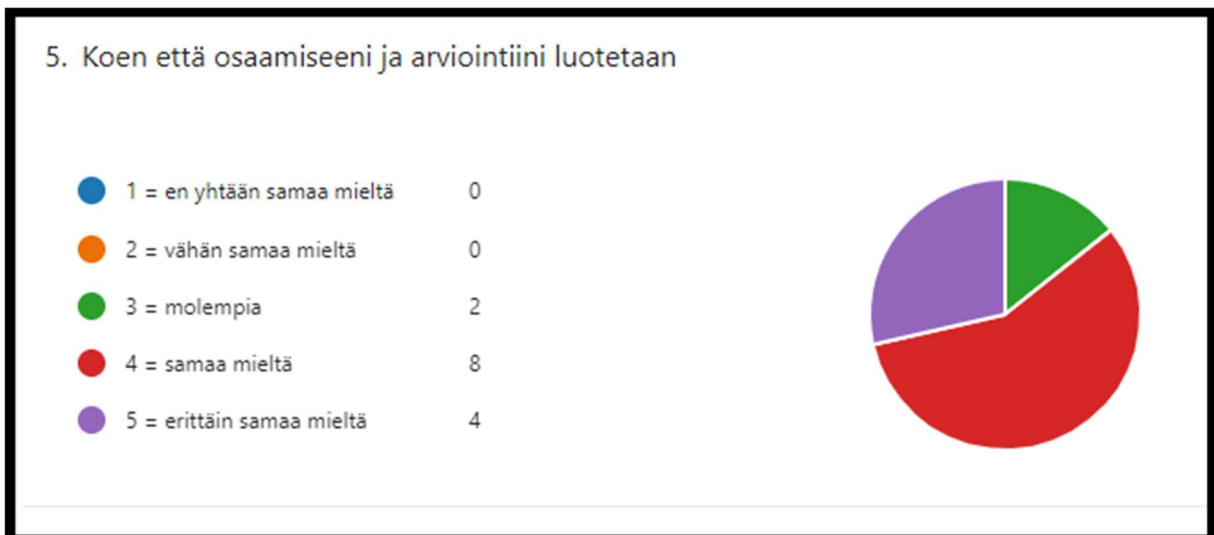 5. Koen että osaamiseeni ja arviointiini luotetaan
1 = en yhtään samaa mieltä 0
2 = vähän samaa mieltä 0
3 = molempia 2
4 = samaa mieltä 8
5 = erittäin samaa mieltä 4